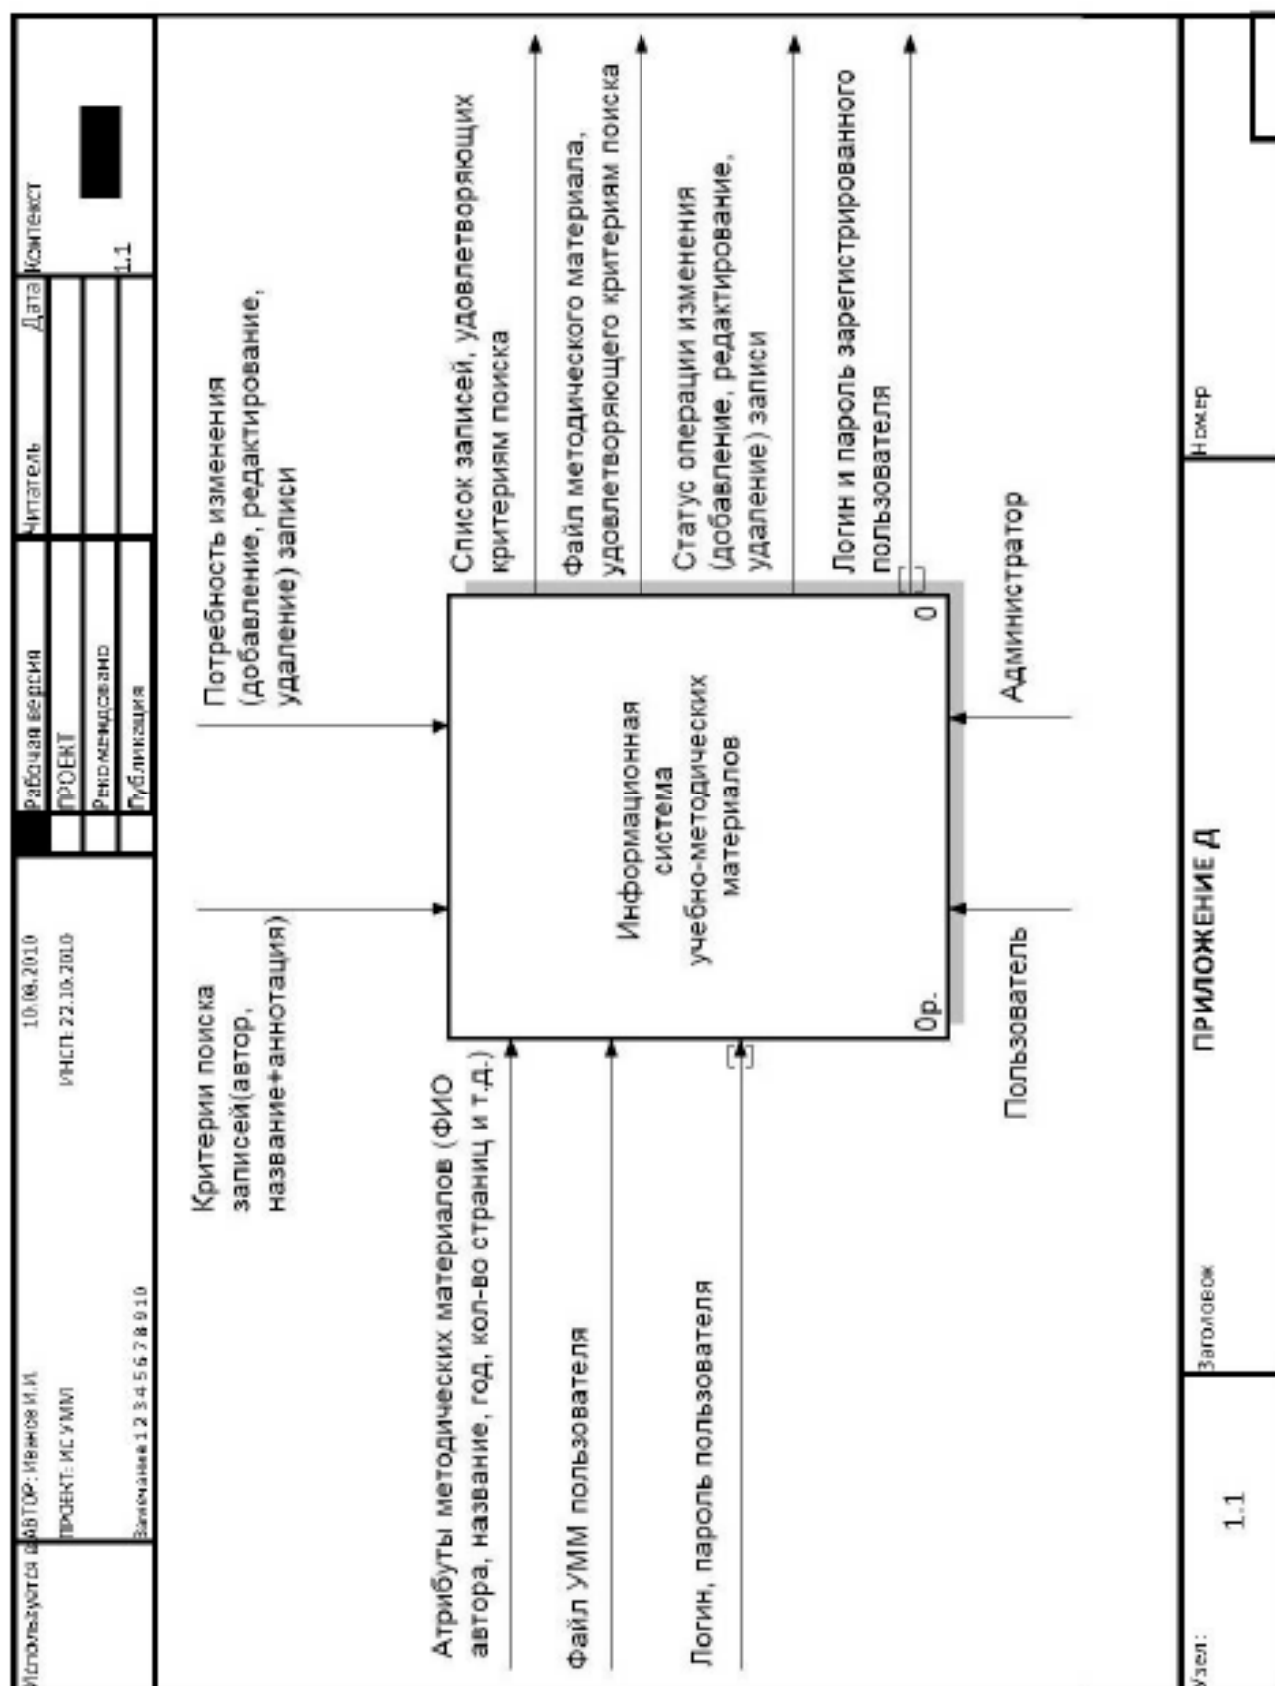 Используется в
АВТОР: Иванов И.И.
ПРОЕКТ: ИС УММ
Замечание 1 2 3 4 5 6 7 8 9 10
10.08.2010
ИНСП: 22.10.2010
Рабочая версия
ПРОЕКТ
Рекомендовано
Публикация
Читатель
Дата
Контекст
1.1
Критерии поиска
записей(автор,
название+аннотация)
Потребность изменения
(добавление, редактирование,
удаление) записи
Атрибуты методических материалов (ФИО
автора, название, год, кол-во страниц и т.д.)
Файл УММ пользователя
Логин, пароль пользователя
Информационная
система
учебно-методических
материалов
0р.
0
Список записей, удовлетворяющих
критериям поиска
Файл методического материала,
удовлетворяющего критериям поиска
Статус операции изменения
(добавление, редактирование,
удаление) записи
Логин и пароль зарегистрированного
пользователя
Пользователь
Администратор
Узел:
1.1
Заголовок
ПРИЛОЖЕНИЕ Д
Номер